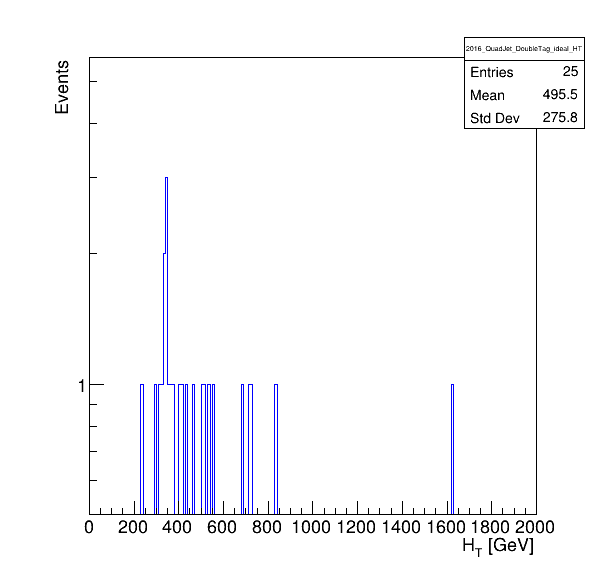 2016_QuadJet_DoubleTag_ideal_HT
Entries 25
Mean 495.5
Std Dev 275.8
Events
1
0 200 400 600 800 1000 1200 1400 1600 1800 2000
H_T [GeV]